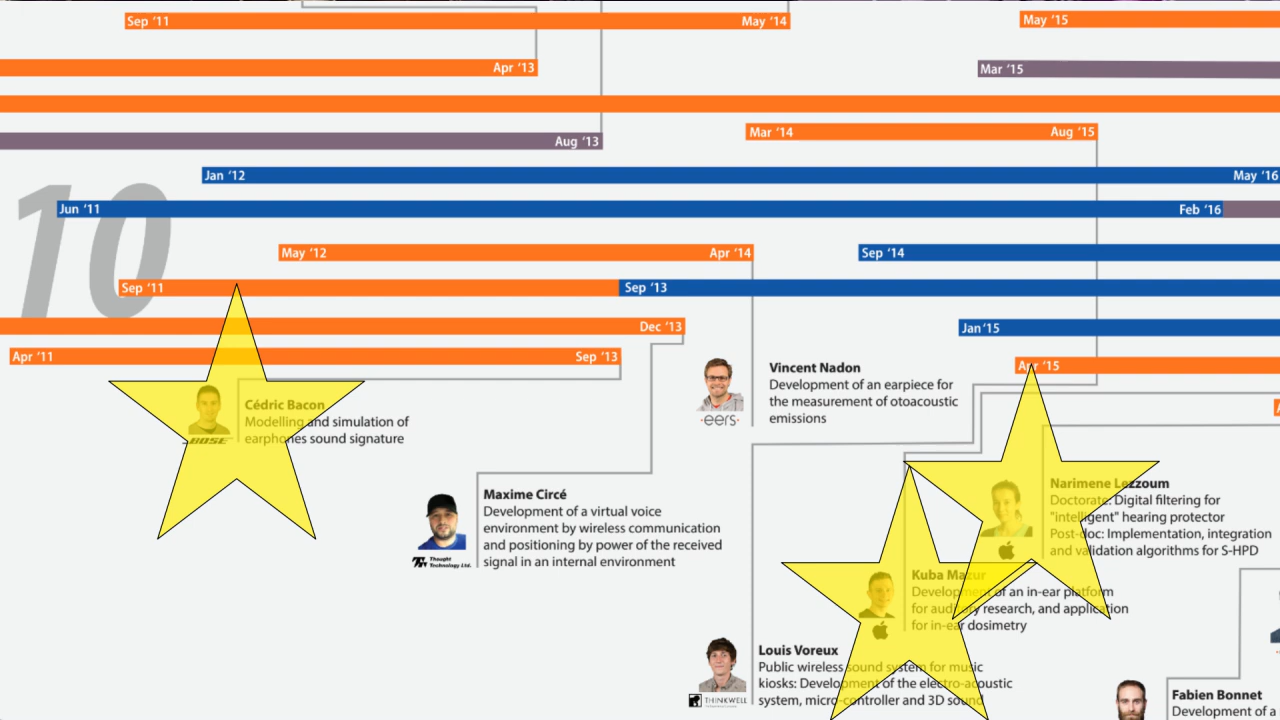 Sep ‘11
May ‘14
May ‘15
Apr ‘13
Mar ‘15
Mar ‘14
Aug ‘15
Aug ‘13
Jan ‘12
May ‘16
10
Jun ‘11
Feb ‘16
May ‘12
Apr ‘14
Sep ‘14
Sep ‘11
Sep ‘13
Dec ‘13
Jan‘15
Apr ‘11
Sep ‘13
Apr ‘15
Vincent Nadon
Development of an earpiece for
the measurement of otoacoustic
emissions
·eers·
Cédric Bacon
Modelling and simulation of
earphones sound signature
BOSE
Maxime Circé
Development of a virtual voice
environment by wireless communication
and positioning by power of the received
signal in an internal environment
Thought
Technology Ltd.
Narimene Lezzoum
Doctorate: Digital filtering for
"intelligent" hearing protector
Post-doc: Implementation, integration
and validation algorithms for S-HPD
Kuba Mazur
Development of an in-ear platform
for auditory research, and application
for in-ear dosimetry
Louis Voreux
Public wireless sound system for music
kiosks: Development of the electro-acoustic
system, micro-controller and 3D sound
THINKWELL
Fabien Bonnet
Development of a